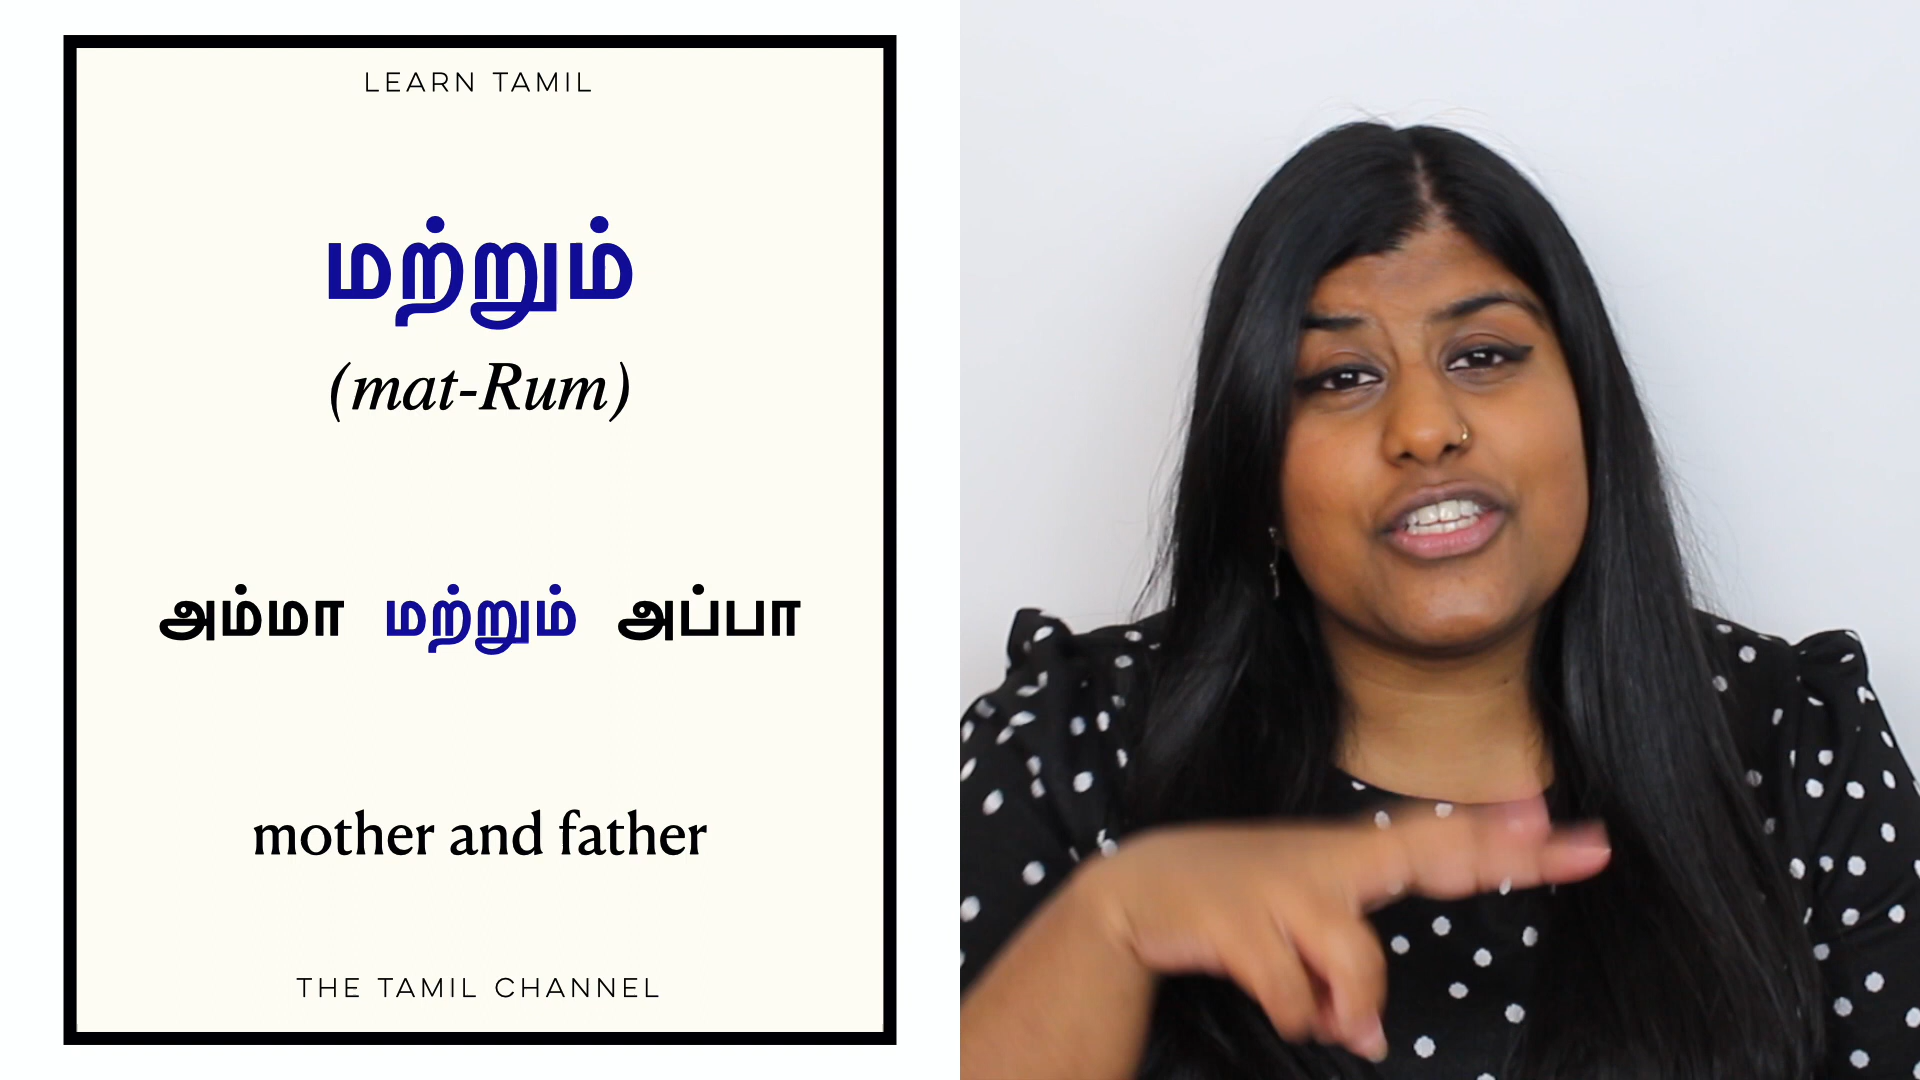 LEARN TAMIL
மற்றும்
(mat-Rum)
அம்மா மற்றும் அப்பா
mother and father
THE TAMIL CHANNEL